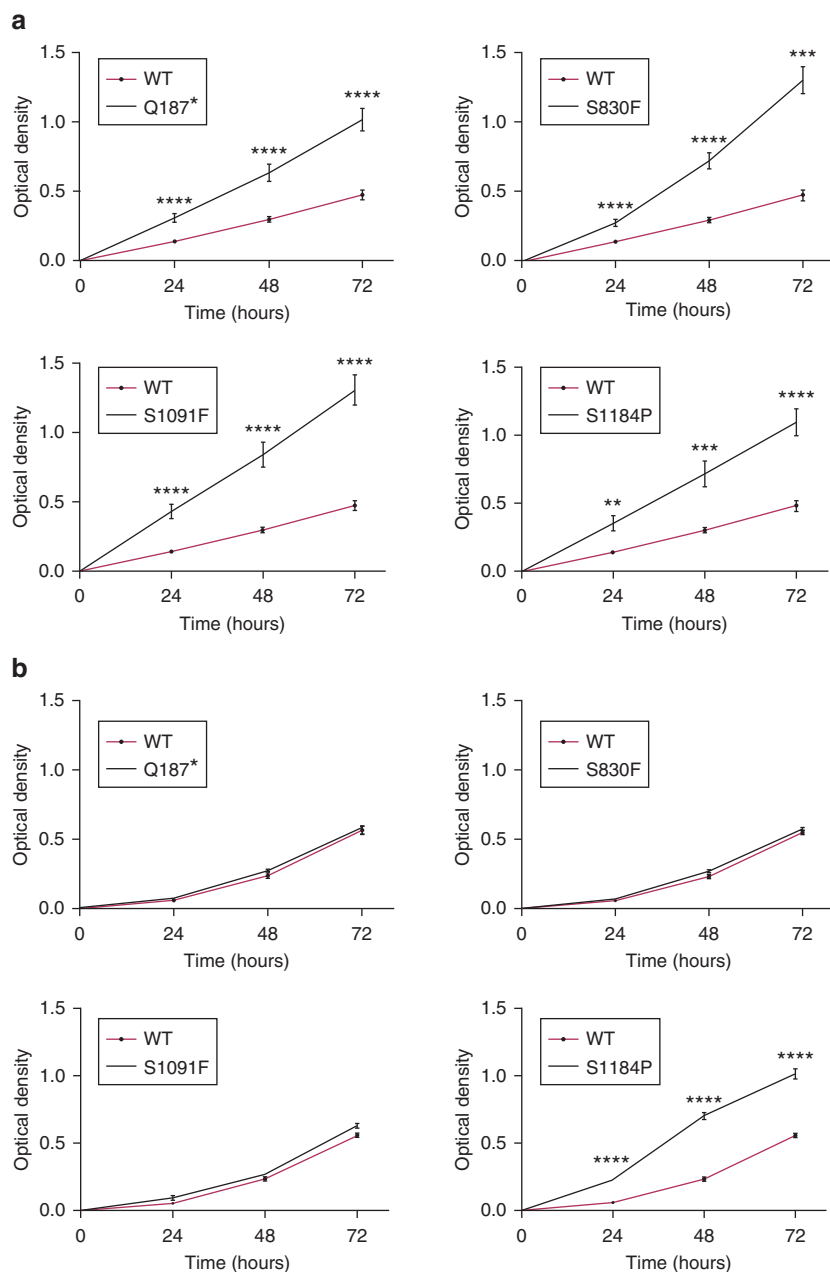 a
1.5
1.0
0.5
0.0
Optical density
WT
Q187*
****
****
****
0
24
48
72
Time (hours)
1.5
1.0
0.5
0.0
Optical density
WT
S830F
****
****
***
0
24
48
72
Time (hours)
1.5
1.0
0.5
0.0
Optical density
WT
S1091F
****
****
****
0
24
48
72
Time (hours)
1.5
1.0
0.5
0.0
Optical density
WT
S1184P
**
***
****
0
24
48
72
Time (hours)
b
1.5
1.0
0.5
0.0
Optical density
WT
Q187*
0
24
48
72
Time (hours)
1.5
1.0
0.5
0.0
Optical density
WT
S830F
0
24
48
72
Time (hours)
1.5
1.0
0.5
0.0
Optical density
WT
S1091F
0
24
48
72
Time (hours)
1.5
1.0
0.5
0.0
Optical density
WT
S1184P
****
****
****
0
24
48
72
Time (hours)